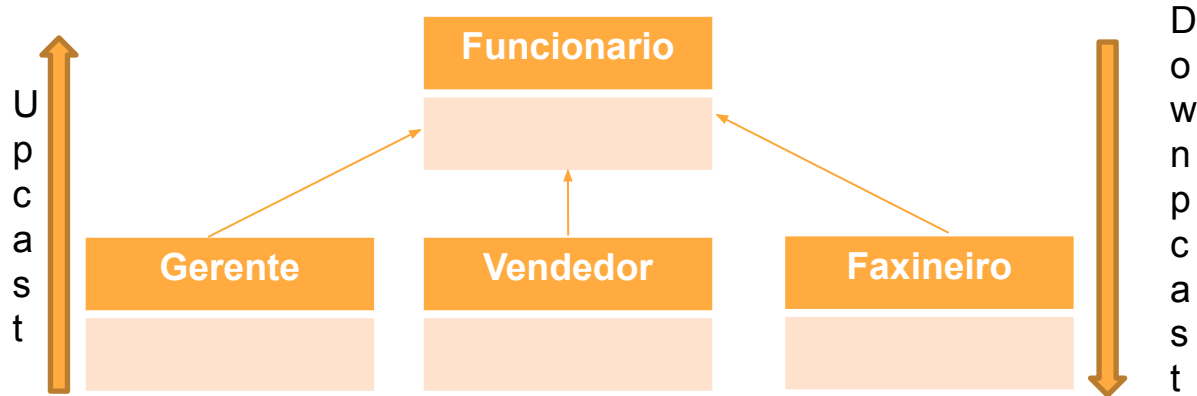 Funcionario
Upcast
Downpcast
Gerente
Vendedor
Faxineiro